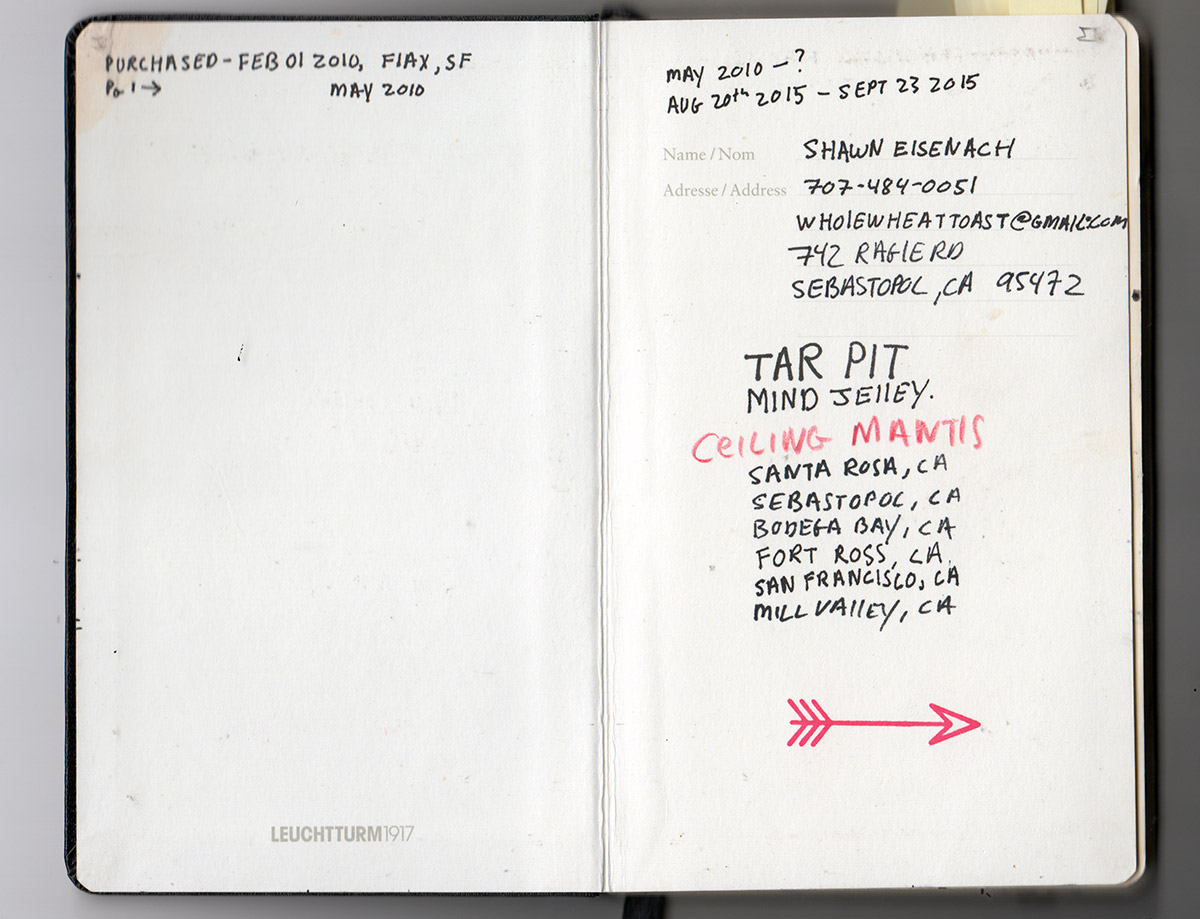 PURCHASED - FEB 01 2010, FLAX, SF
PG 1 → MAY 2010
LEUCHTTURM1917
MAY 2010 - ?
AUG 20th 2015 - SEPT 23 2015
Name / Nom SHAWN EISENACH
Adresse / Address 707-484-0051
WHOlEWHEATTOAST@GMAIL.COM
742 RAGlE RD
SEBASTOPOL, CA 95472
TAR PIT
MIND JEllEY.
CeILING MANTIS
SANTA ROSA, CA
SEBASTOPOL, CA
BODEGA BAY, CA
FORT ROSS, CA
SAN FRANCISCO, CA
MILL VAllEY, CA